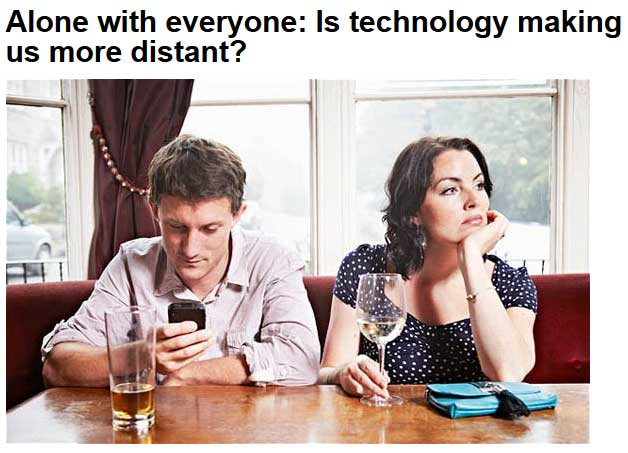 Alone with everyone: Is technology making
us more distant?